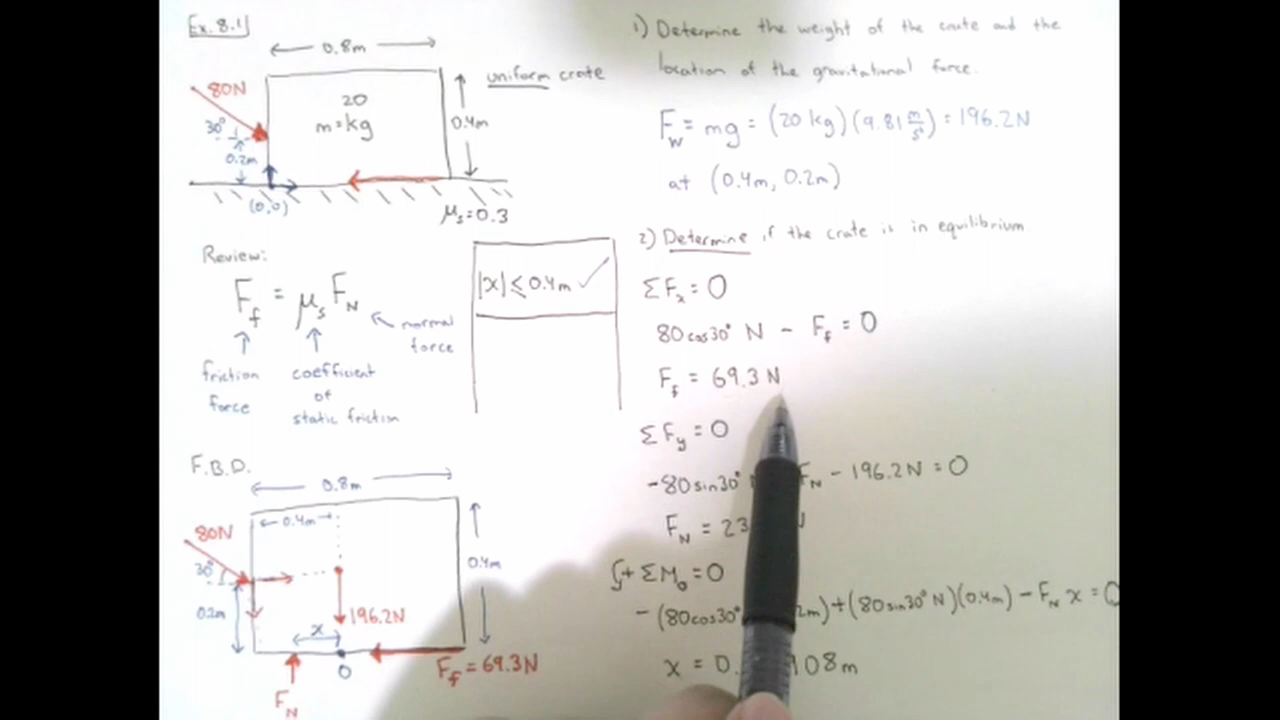 Ex. 8.1
0.8m
uniform crate
80N
30°
0.2m
20
m=kg
0.4m
(0,0)
μs=0.3
Review:
Ff = μs FN
friction
force
coefficient
of
static friction
normal
force
|x| ≤ 0.4m ✓
F.B.D.
0.8m
0.4m
80N
30°
0.2m
0.4m
196.2N
x
O
FN
Ff = 69.3N
1) Determine the weight of the crate and the
location of the gravitational force.
Fw = mg = (20 kg)(9.81 m/s²) = 196.2N
at (0.4m, 0.2m)
2) Determine if the crate is in equilibrium
ΣFx = 0
80cos30° N - Ff = 0
Ff = 69.3 N
ΣFy = 0
-80sin30° FN - 196.2N = 0
FN = 23
+ ΣMo = 0
-(80cos30° 2m)+(80sin30° N)(0.4m) - FN x = 0
x = 0. 908m